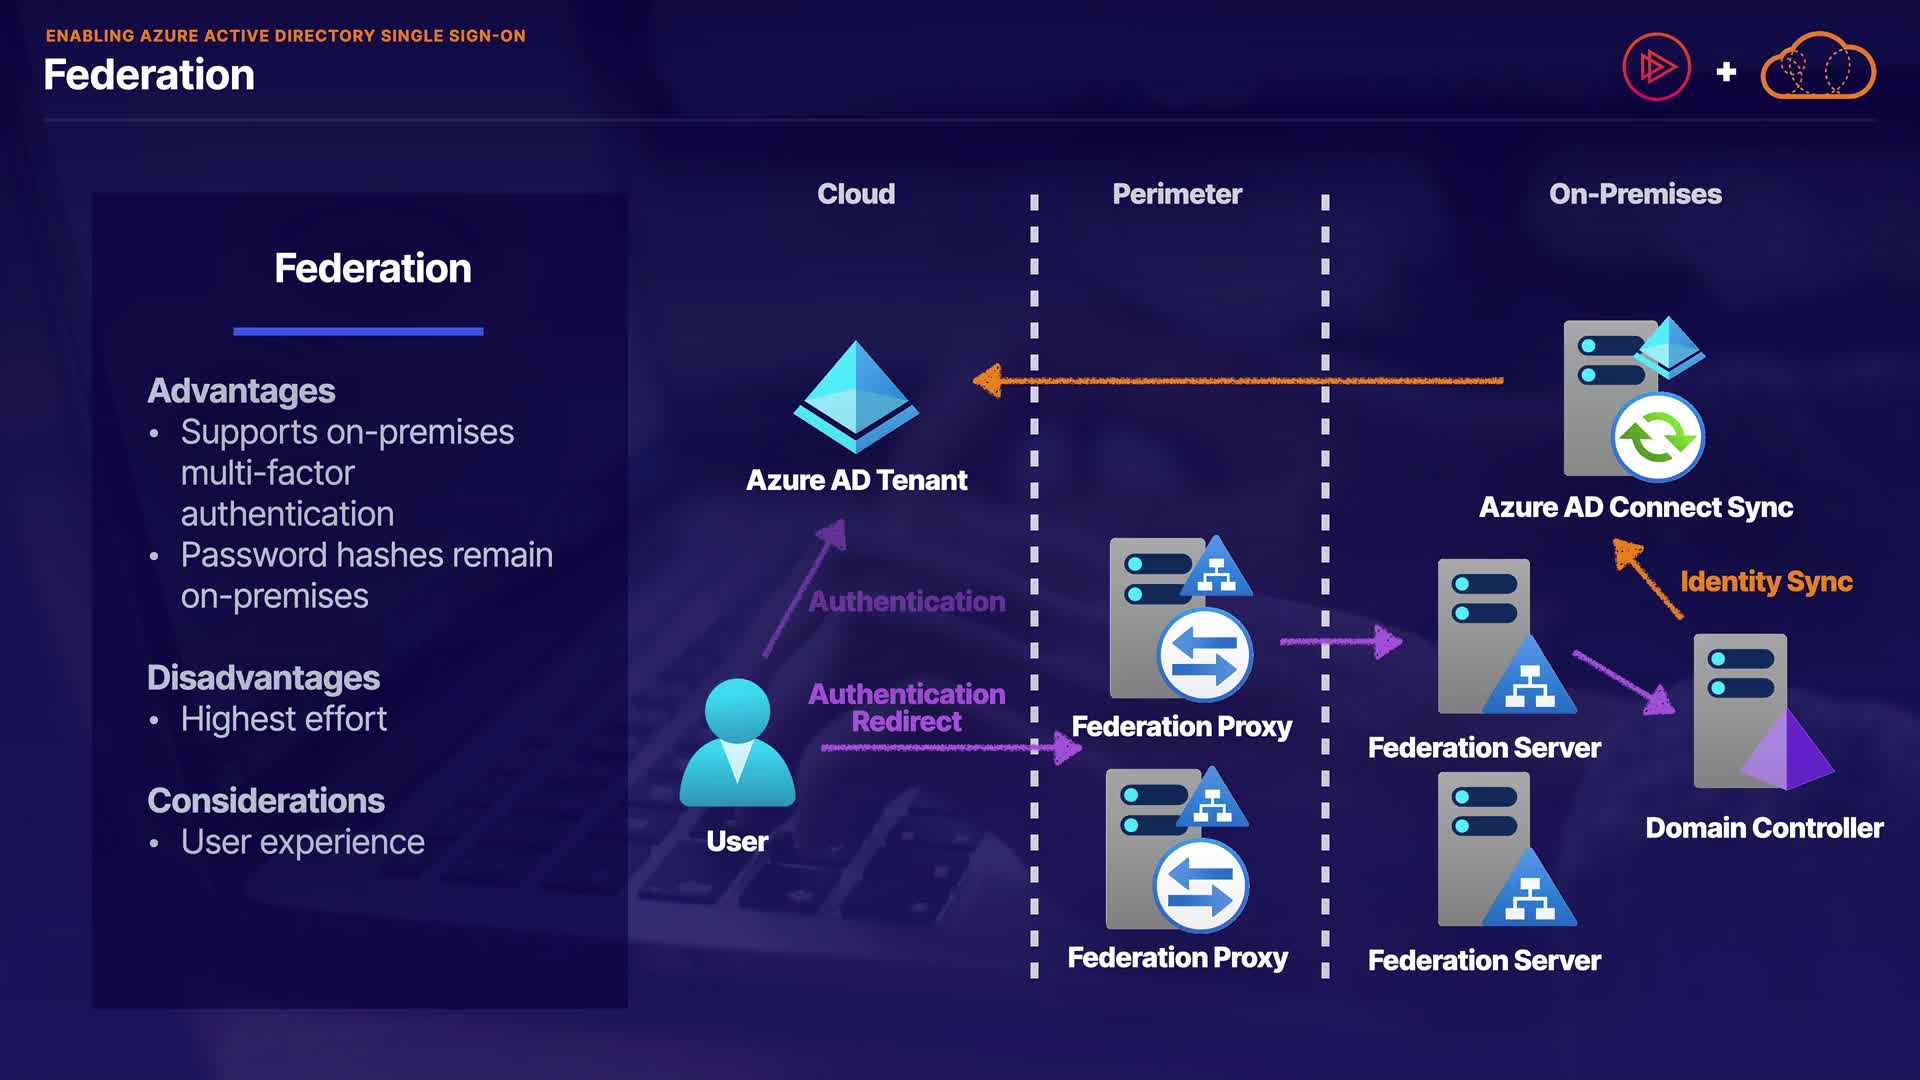 ENABLING AZURE ACTIVE DIRECTORY SINGLE SIGN-ON
Federation
Federation
Advantages
• Supports on-premises
multi-factor
authentication
• Password hashes remain
on-premises
Disadvantages
• Highest effort
Considerations
• User experience
Cloud
Perimeter
On-Premises
Azure AD Tenant
Azure AD Connect Sync
Identity Sync
Authentication
Authentication
Redirect
User
Federation Proxy
Federation Server
Domain Controller
Federation Proxy
Federation Server